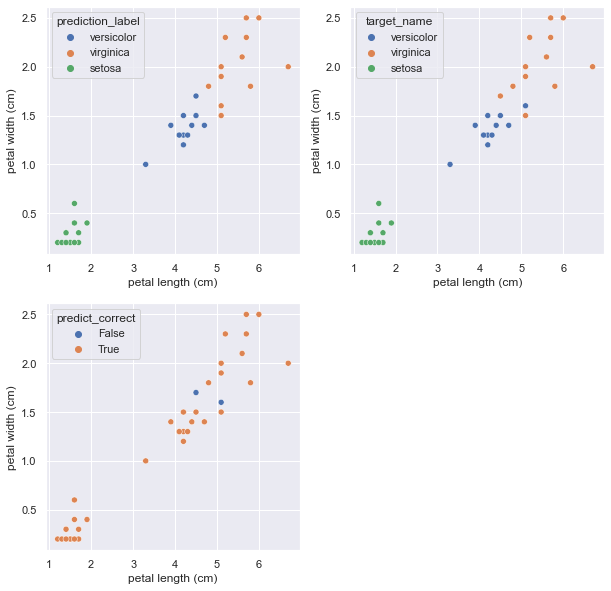 2.5
2.0
1.5
1.0
0.5
petal width (cm)
prediction_label
versicolor
virginica
setosa
1 2 3 4 5 6
petal length (cm)
2.5
2.0
1.5
1.0
0.5
petal width (cm)
target_name
versicolor
virginica
setosa
1 2 3 4 5 6
petal length (cm)
2.5
2.0
1.5
1.0
0.5
petal width (cm)
predict_correct
False
True
1 2 3 4 5 6
petal length (cm)